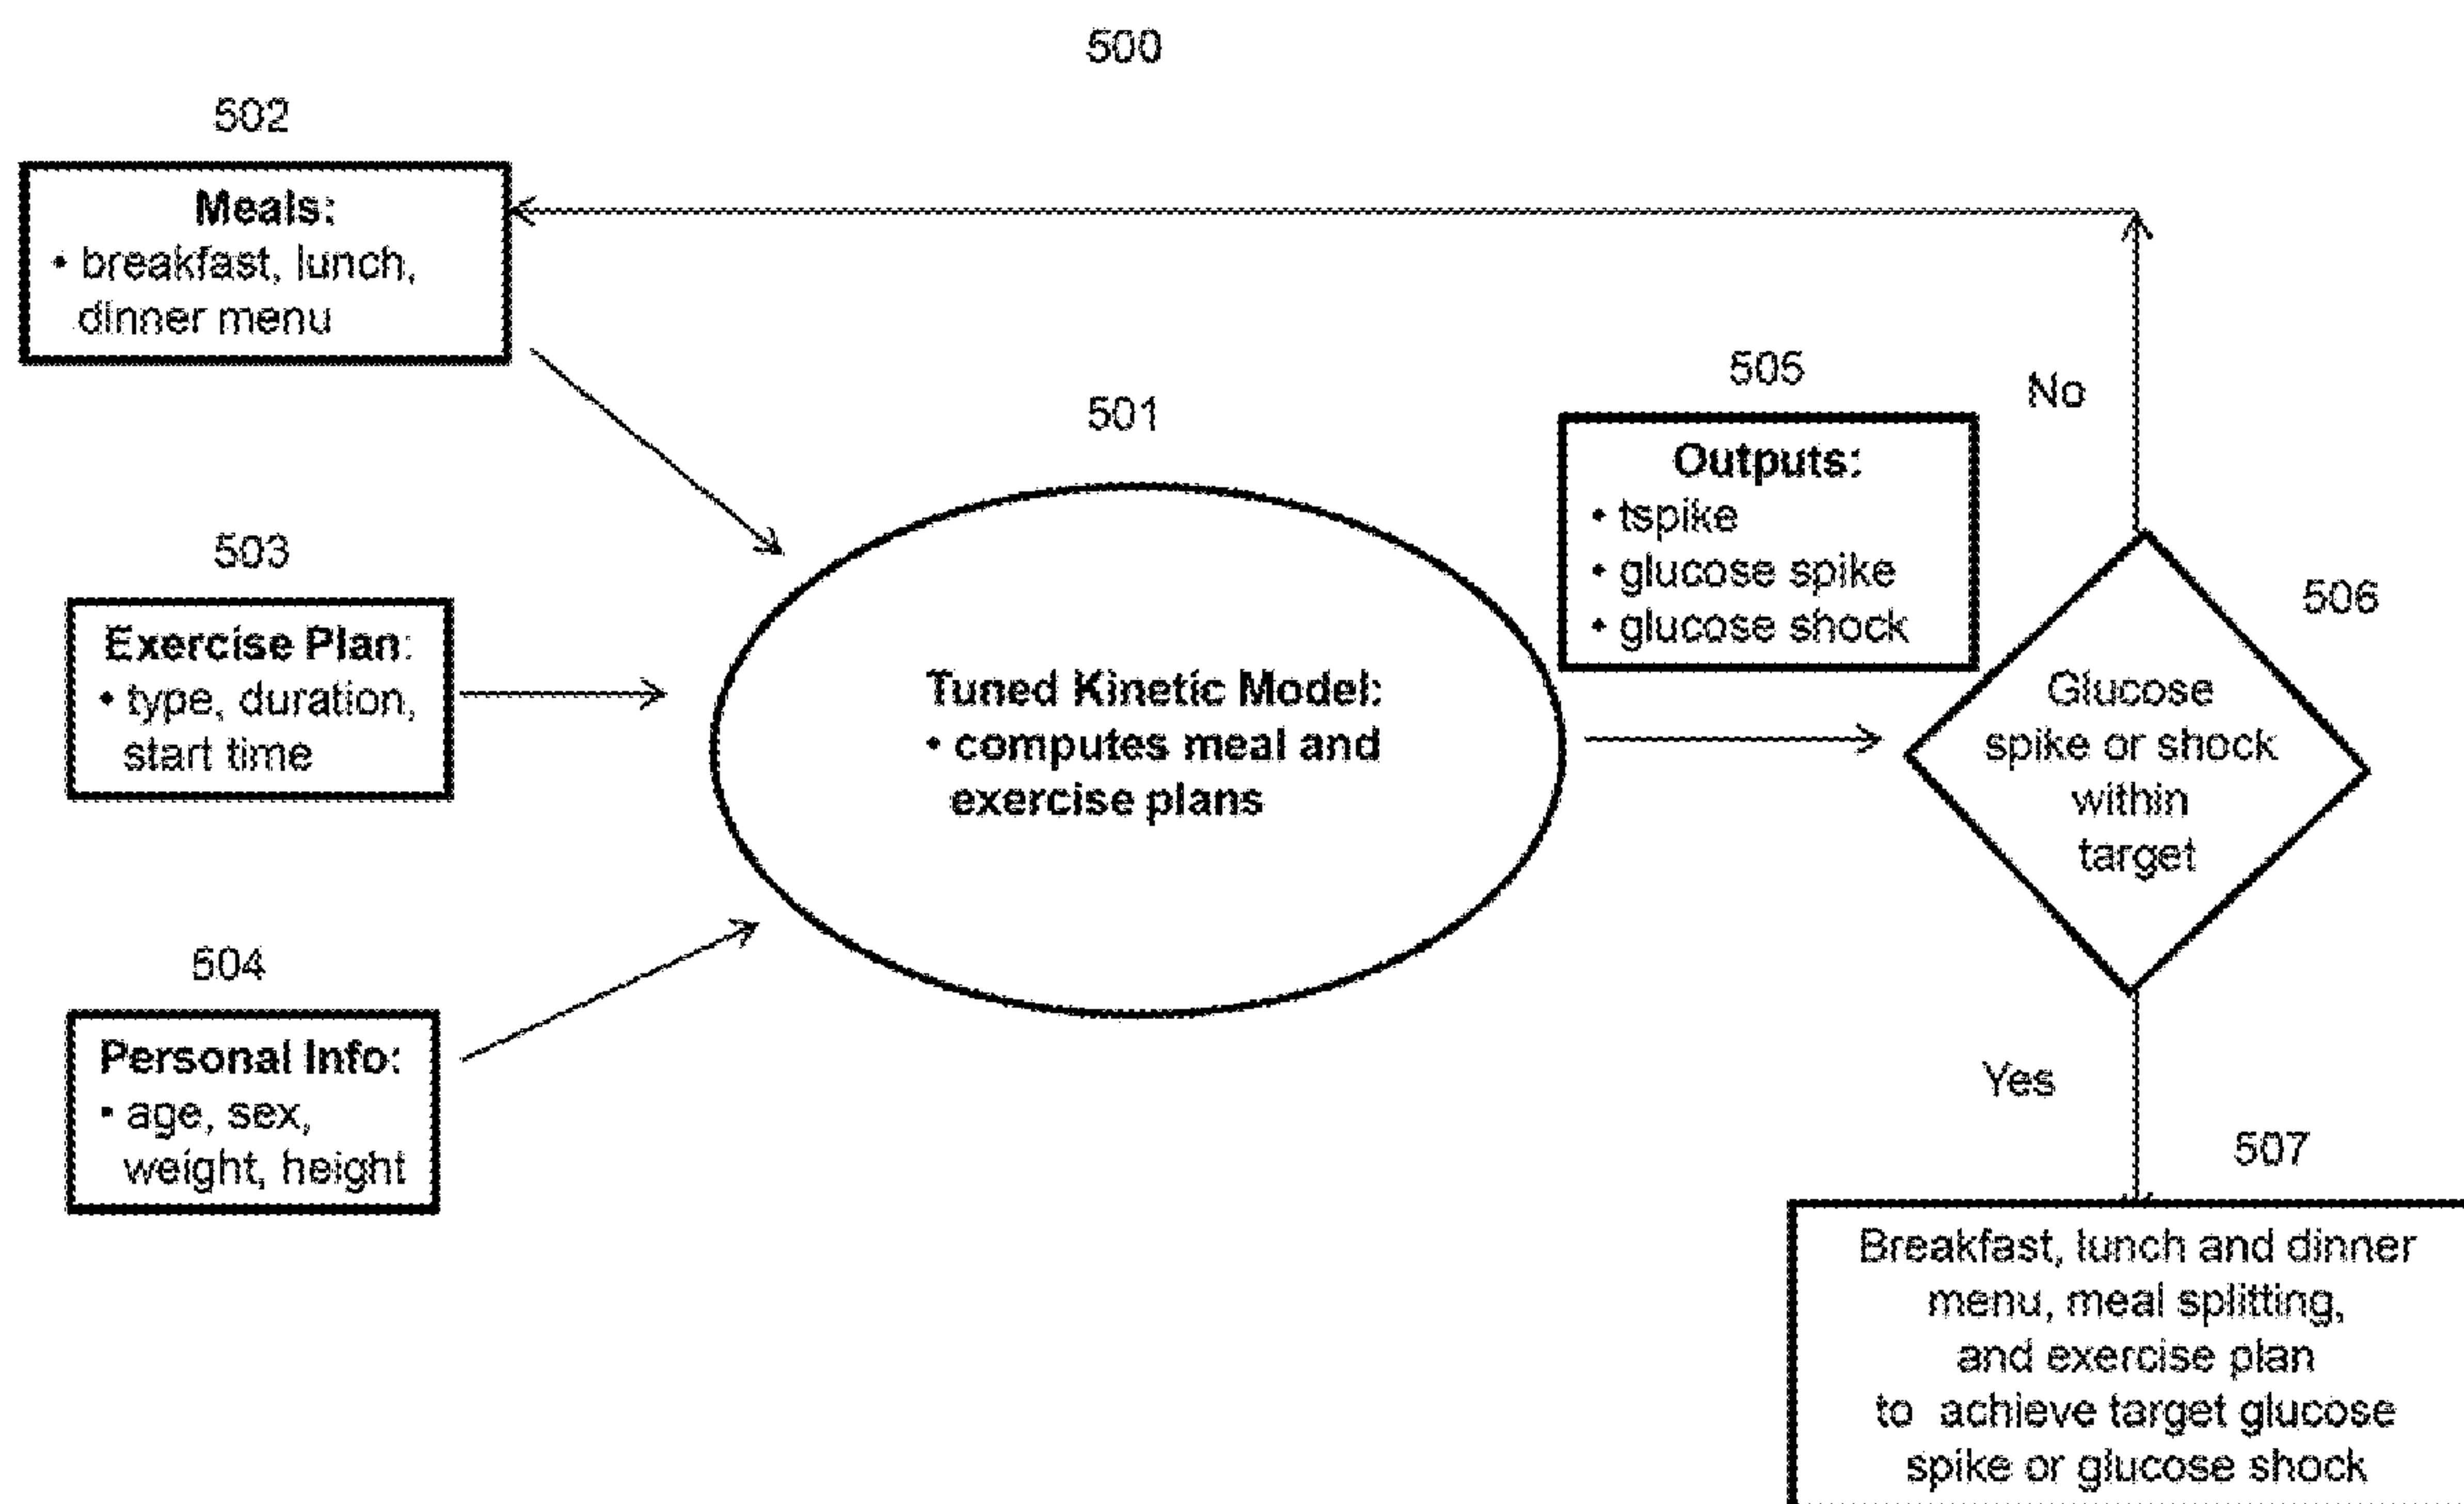 500
502
Meals:
• breakfast, lunch,
dinner menu
503
Exercise Plan:
• type, duration,
start time
504
Personal Info:
• age, sex,
weight, height
501
Tuned Kinetic Model:
• computes meal and
exercise plans
505
Outputs:
• tspike
• glucose spike
• glucose shock
No
506
Glucose
spike or shock
within
target
Yes
507
Breakfast, lunch and dinner
menu, meal splitting,
and exercise plan
to achieve target glucose
spike or glucose shock